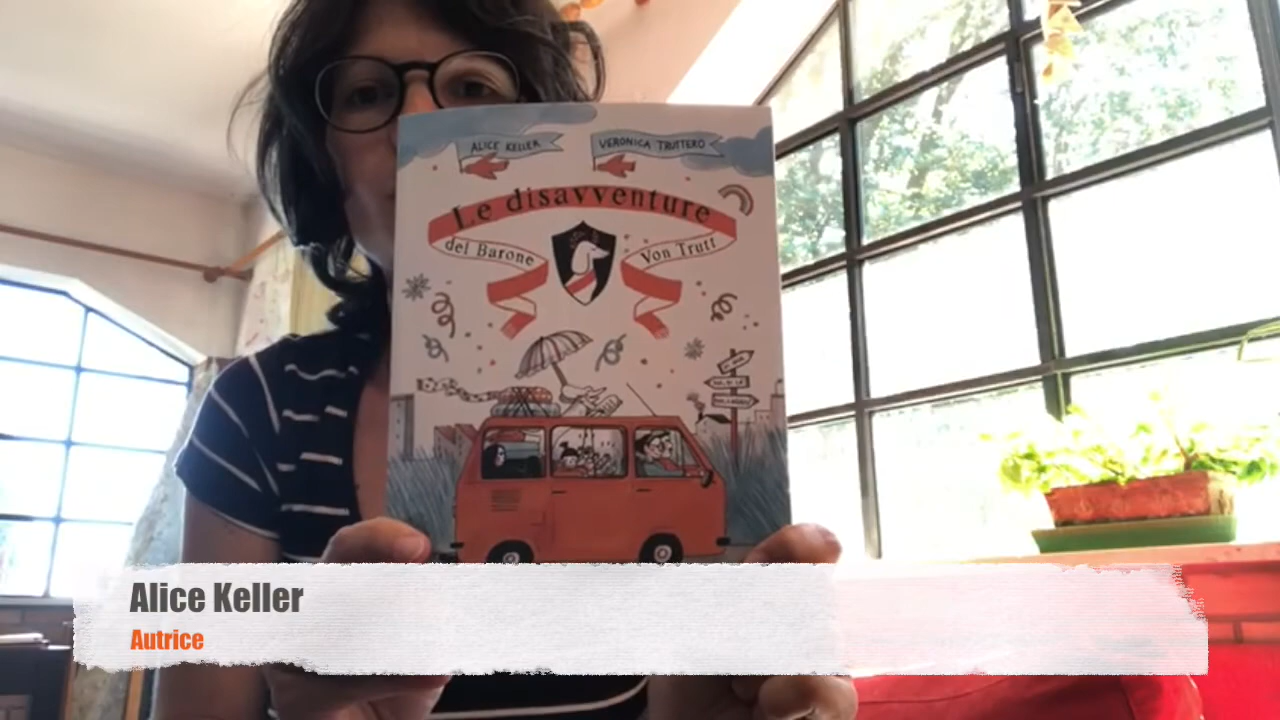 ALICE KELLER
VERONICA TRUTTERO
Le disavventure
del Barone
Von Trutt
Alice Keller
Autrice